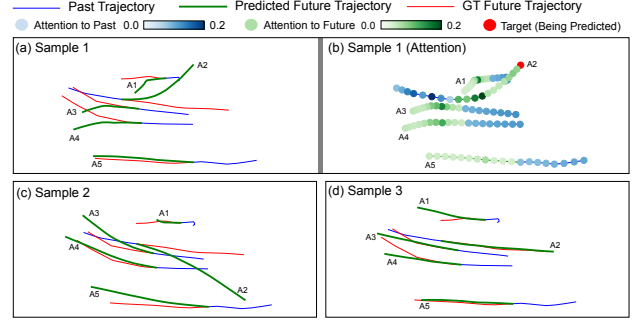 Past Trajectory Predicted Future Trajectory GT Future Trajectory
Attention to Past 0.0 0.2 Attention to Future 0.0 0.2 Target (Being Predicted)
(a) Sample 1
A2
A1
A3
A4
A5
(b) Sample 1 (Attention)
A2
A1
A3
A4
A5
(c) Sample 2
A3
A1
A4
A5
A2
(d) Sample 3
A1
A3
A2
A4
A5